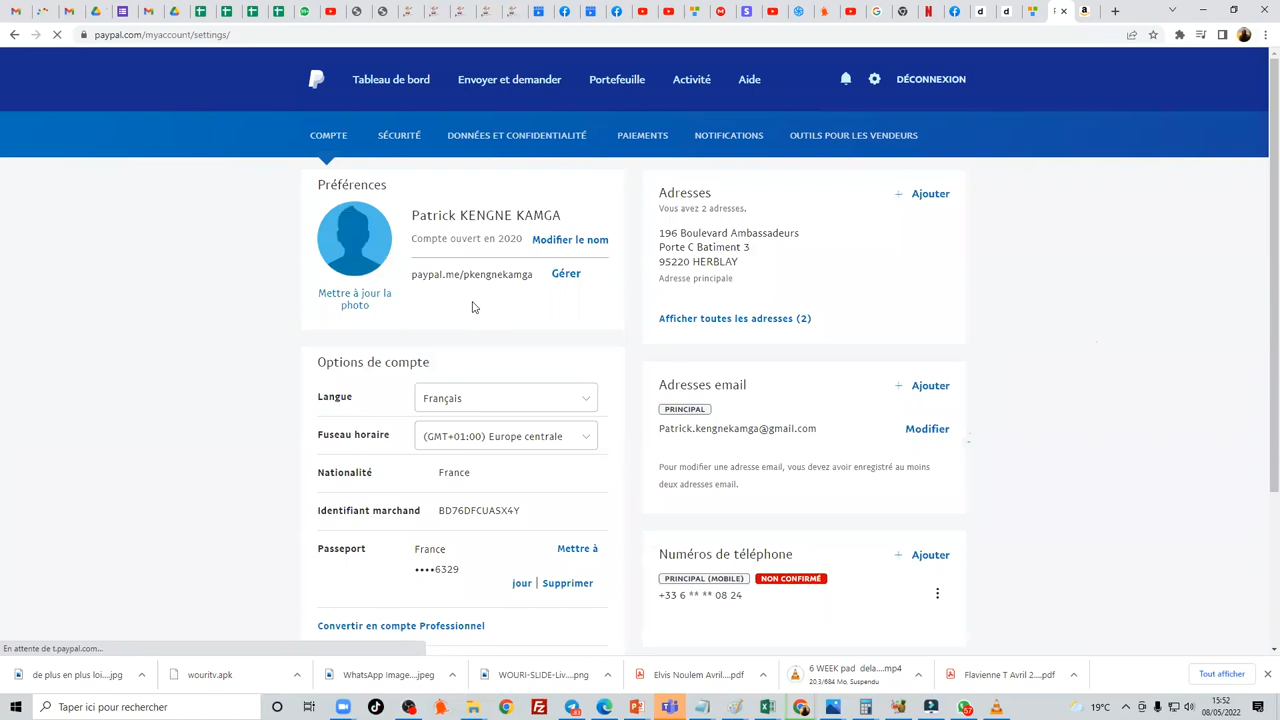 paypal.com/myaccount/settings/
Tableau de bord
Envoyer et demander
Portefeuille
Activité
Aide
DÉCONNEXION
COMPTE
SÉCURITÉ
DONNÉES ET CONFIDENTIALITÉ
PAIEMENTS
NOTIFICATIONS
OUTILS POUR LES VENDEURS
Préférences
Patrick KENGNE KAMGA
Compte ouvert en 2020
Modifier le nom
paypal.me/pkengnekamga
Gérer
Mettre à jour la
photo
Options de compte
Langue
Français
Fuseau horaire
(GMT+01:00) Europe centrale
Nationalité
France
Identifiant marchand
BD76DFCUASX4Y
Passeport
France
Mettre à
••••6329
jour | Supprimer
Convertir en compte Professionnel
Adresses
+ Ajouter
Vous avez 2 adresses.
196 Boulevard Ambassadeurs
Porte C Batiment 3
95220 HERBLAY
Adresse principale
Afficher toutes les adresses (2)
Adresses email
+ Ajouter
PRINCIPAL
Patrick.kengnekamga@gmail.com
Modifier
Pour modifier une adresse email, vous devez avoir enregistré au moins
deux adresses email.
Numéros de téléphone
+ Ajouter
PRINCIPAL (MOBILE)
NON CONFIRMÉ
+33 6 ** ** 08 24
En attente de t.paypal.com...
de plus en plus loi....jpg
wouritv.apk
WhatsApp Image....jpeg
WOURI-SLIDE-Liv....png
Elvis Noulem Avril....pdf
6 WEEK pad dela....mp4
20,3/684 Mo, Suspendu
Flavienne T Avril 2....pdf
Tout afficher
Taper ici pour rechercher
19°C
15:52
08/05/2022